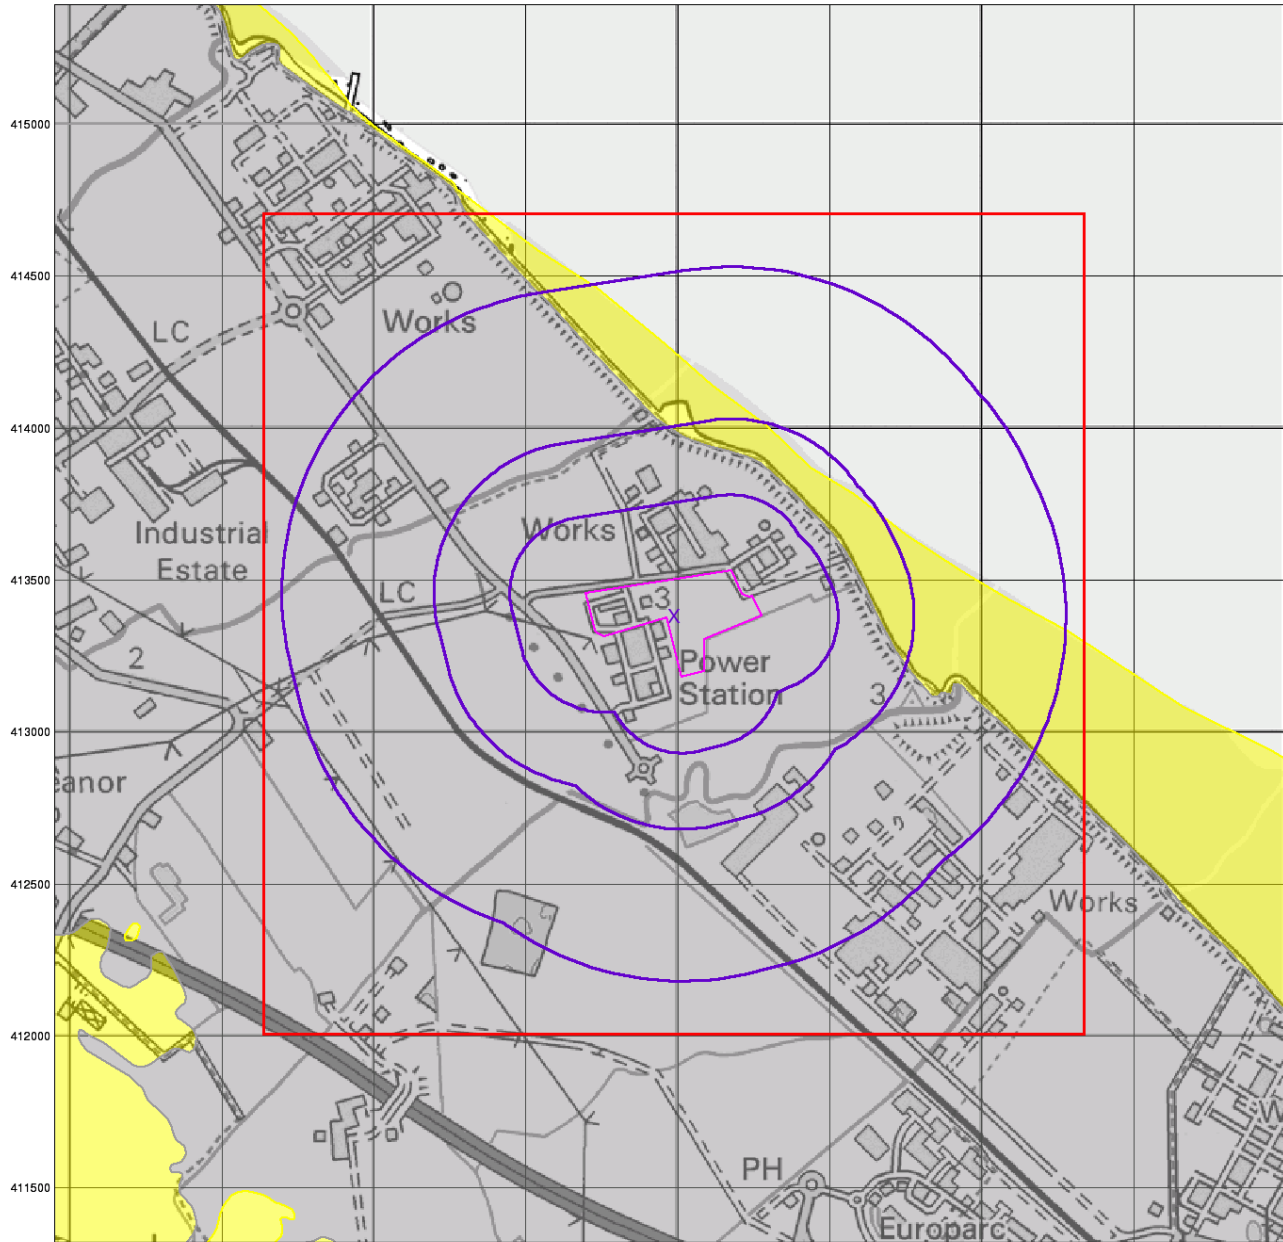 415000
414500
LC
Works
414000
Works
Industrial
Estate
413500
LC
3
2
Power
Station
3
413000
eanor
412500
Works
412000
411500
PH
Europarc
W